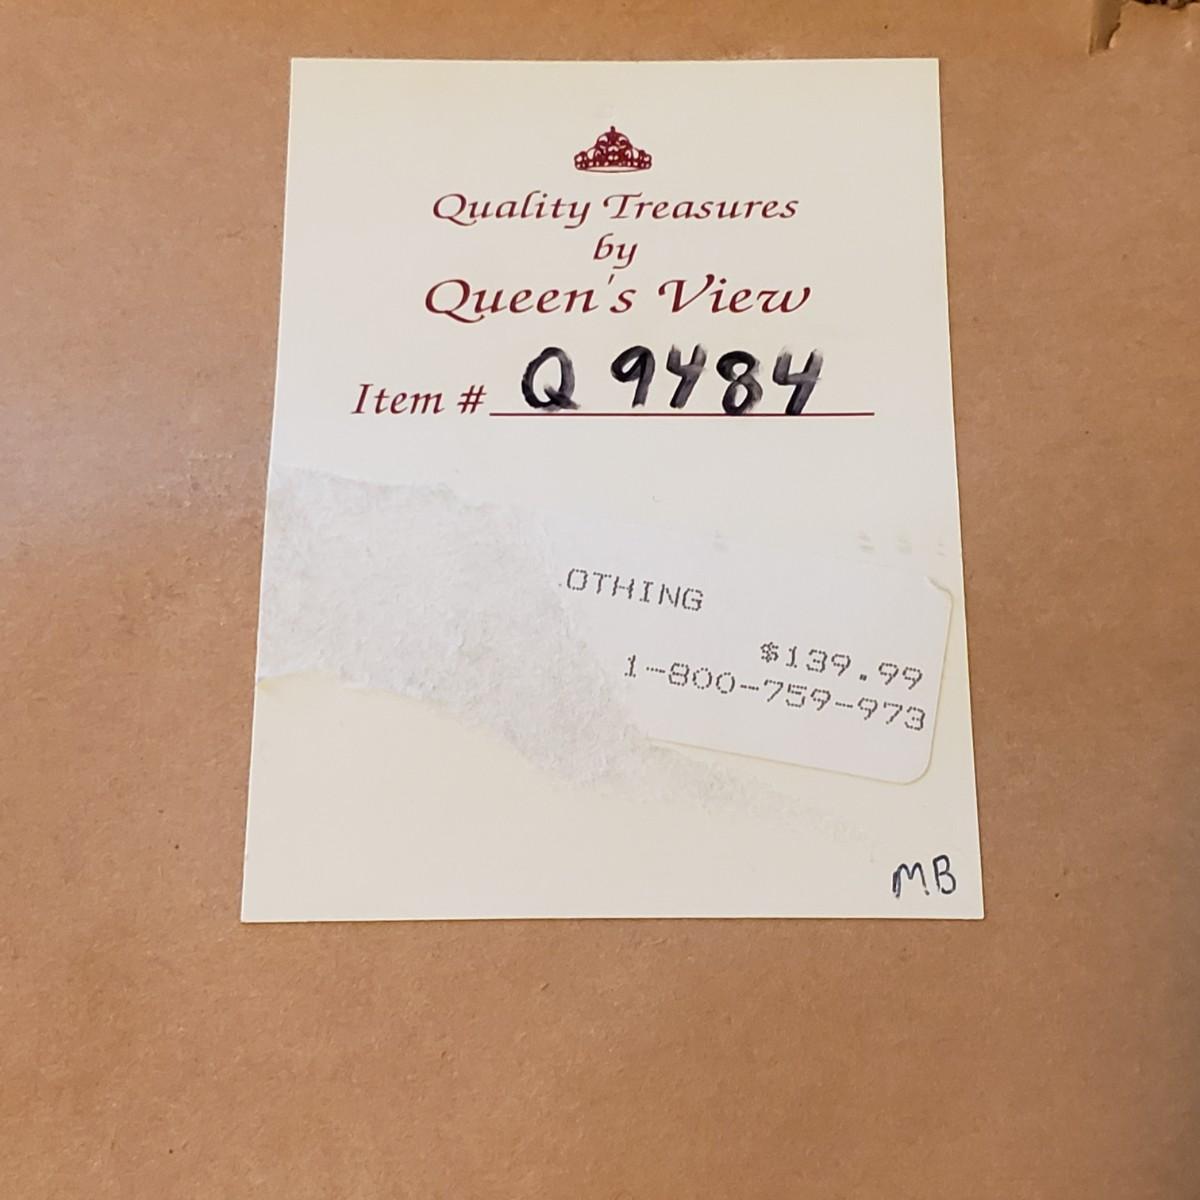 Quality Treasures
by
Queen's View
Item # Q 9484
OTHING
$139.99
1-800-759-973
MB